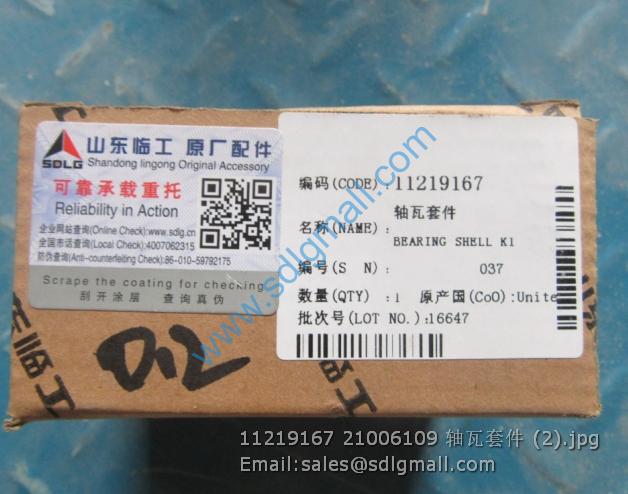 SDLG
山东临工 原厂配件
Shandong lingong Original Accessory
可靠承载重托
Reliability in Action
企业网站查询(Online Check):www.sdlg.cn
全国市话查询(Local Check):4007062315
防伪查询(Anti-counterfeiting Check):86-010-59792175
Scrape the coating for checking
刮开涂层 查询真伪
编码(CODE):11219167
轴瓦套件
名称(NAME):
BEARING SHELL KI
编号(S N) 037
数量(QTY) :1 原产国(CoO):Unite
批次号(LOT NO.):16647
D12
东临工
www.sdlgmall.com
11219167 21006109 轴瓦套件 (2).jpg
Email:sales@sdlgmall.com